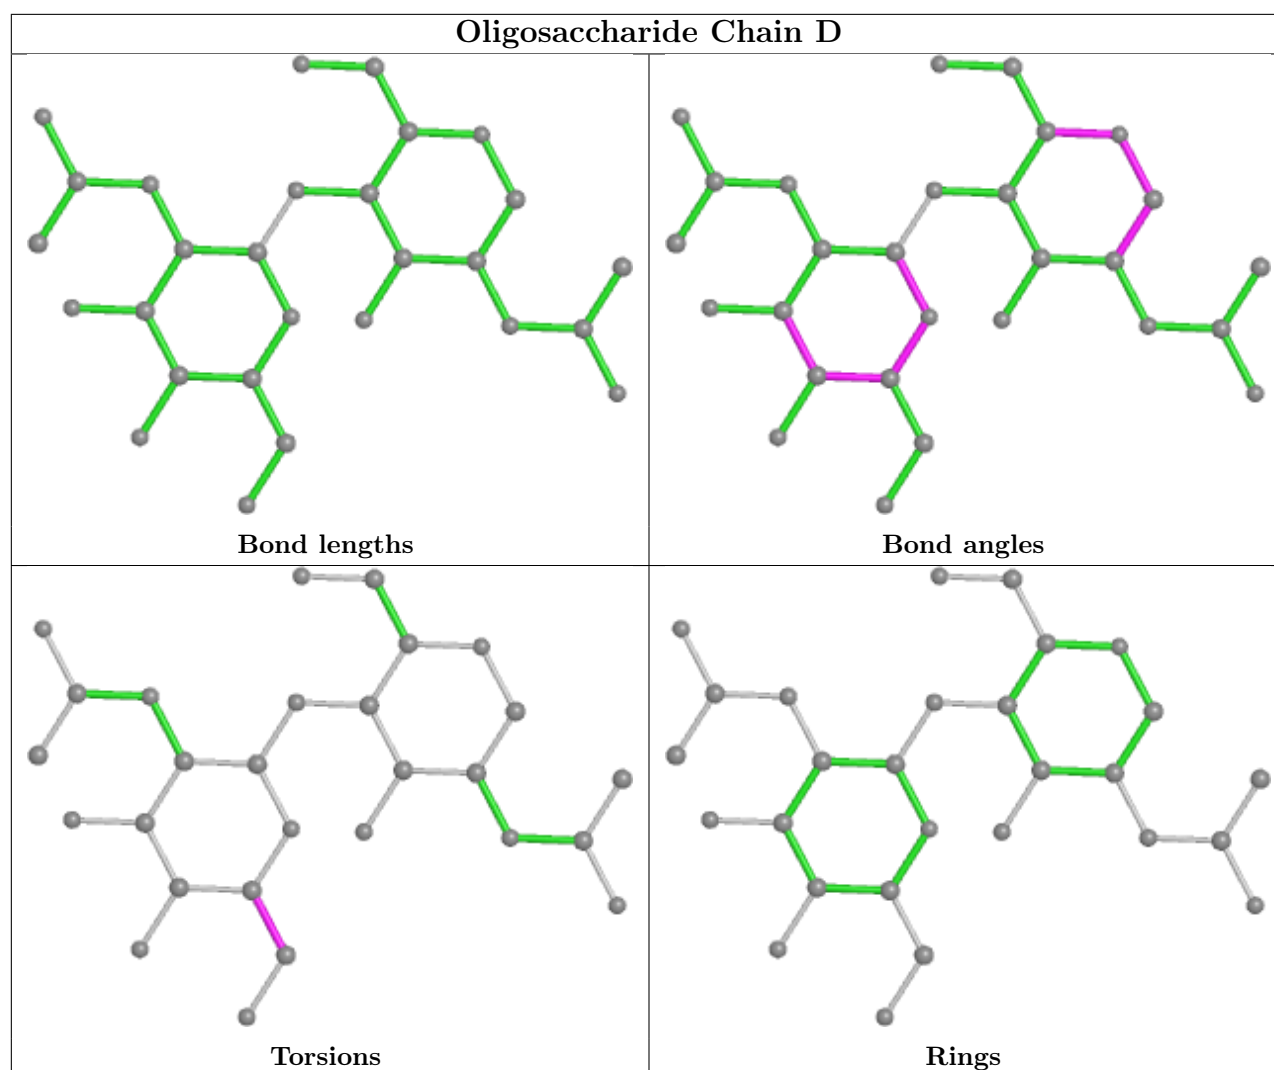 Oligosaccharide Chain D
Bond lengths
Bond angles
Torsions
Rings